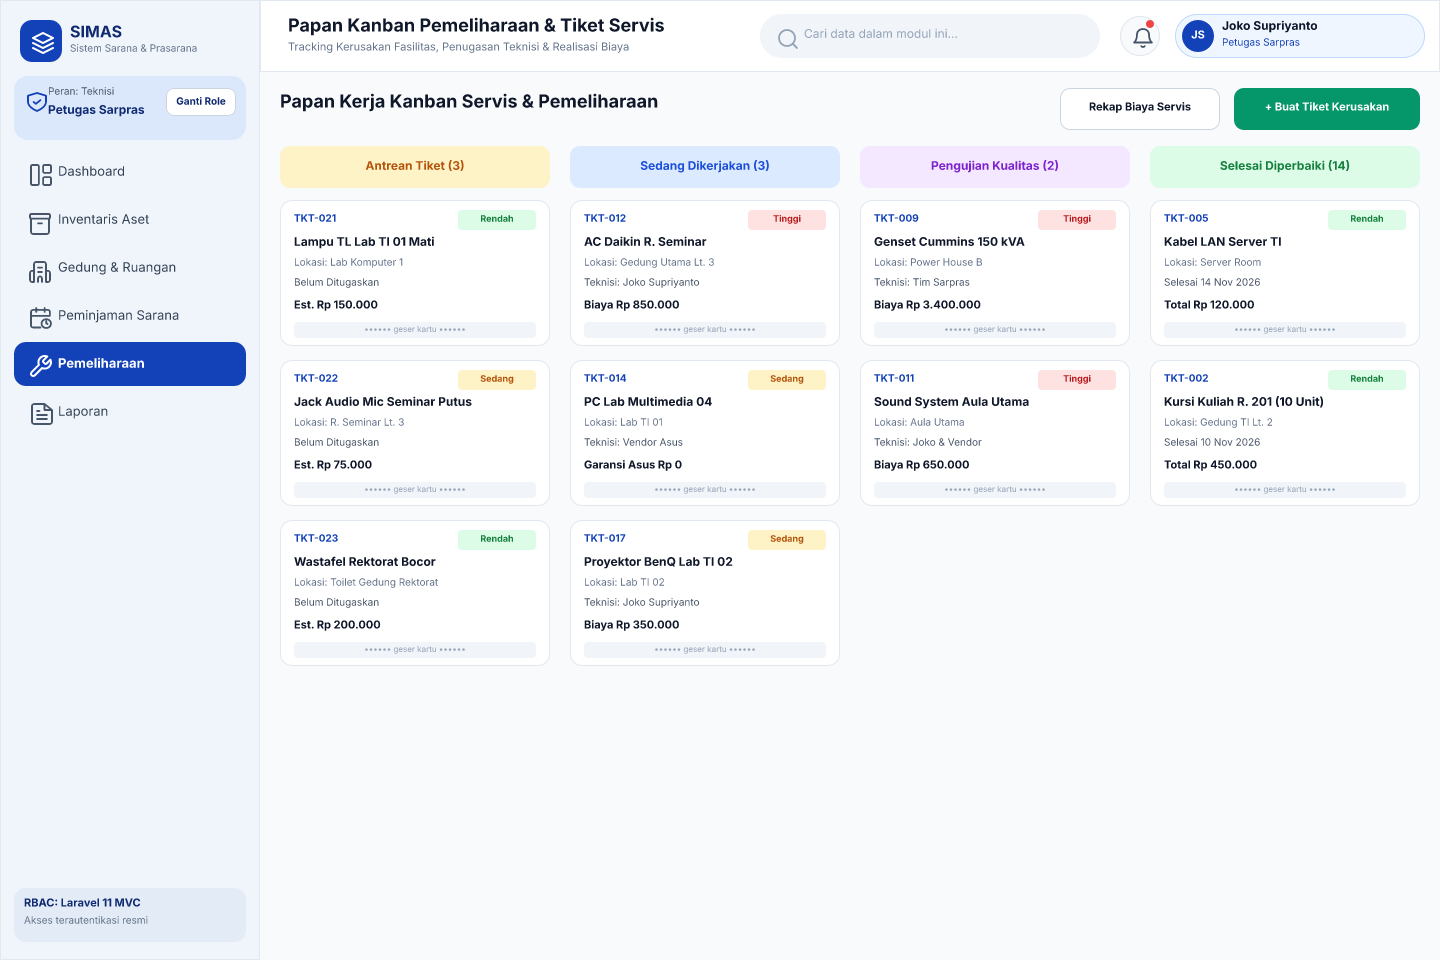 SIMAS
Sistem Sarana & Prasarana
Peran: Teknisi
Petugas Sarpras
Ganti Role
Dashboard
Inventaris Aset
Gedung & Ruangan
Peminjaman Sarana
Pemeliharaan
Laporan
RBAC: Laravel 11 MVC
Akses terautentikasi resmi
Papan Kanban Pemeliharaan & Tiket Servis
Tracking Kerusakan Fasilitas, Penugasan Teknisi & Realisasi Biaya
Cari data dalam modul ini...
JS
Joko Supriyanto
Petugas Sarpras
Papan Kerja Kanban Servis & Pemeliharaan
Rekap Biaya Servis
+ Buat Tiket Kerusakan
Antrean Tiket (3)
TKT-021
Rendah
Lampu TL Lab TI 01 Mati
Lokasi: Lab Komputer 1
Belum Ditugaskan
Est. Rp 150.000
•••••• geser kartu ••••••
TKT-022
Sedang
Jack Audio Mic Seminar Putus
Lokasi: R. Seminar Lt. 3
Belum Ditugaskan
Est. Rp 75.000
•••••• geser kartu ••••••
TKT-023
Rendah
Wastafel Rektorat Bocor
Lokasi: Toilet Gedung Rektorat
Belum Ditugaskan
Est. Rp 200.000
•••••• geser kartu ••••••
Sedang Dikerjakan (3)
TKT-012
Tinggi
AC Daikin R. Seminar
Lokasi: Gedung Utama Lt. 3
Teknisi: Joko Supriyanto
Biaya Rp 850.000
•••••• geser kartu ••••••
TKT-014
Sedang
PC Lab Multimedia 04
Lokasi: Lab TI 01
Teknisi: Vendor Asus
Garansi Asus Rp 0
•••••• geser kartu ••••••
TKT-017
Sedang
Proyektor BenQ Lab TI 02
Lokasi: Lab TI 02
Teknisi: Joko Supriyanto
Biaya Rp 350.000
•••••• geser kartu ••••••
Pengujian Kualitas (2)
TKT-009
Tinggi
Genset Cummins 150 kVA
Lokasi: Power House B
Teknisi: Tim Sarpras
Biaya Rp 3.400.000
•••••• geser kartu ••••••
TKT-011
Tinggi
Sound System Aula Utama
Lokasi: Aula Utama
Teknisi: Joko & Vendor
Biaya Rp 650.000
•••••• geser kartu ••••••
Selesai Diperbaiki (14)
TKT-005
Rendah
Kabel LAN Server TI
Lokasi: Server Room
Selesai 14 Nov 2026
Total Rp 120.000
•••••• geser kartu ••••••
TKT-002
Rendah
Kursi Kuliah R. 201 (10 Unit)
Lokasi: Gedung TI Lt. 2
Selesai 10 Nov 2026
Total Rp 450.000
•••••• geser kartu ••••••